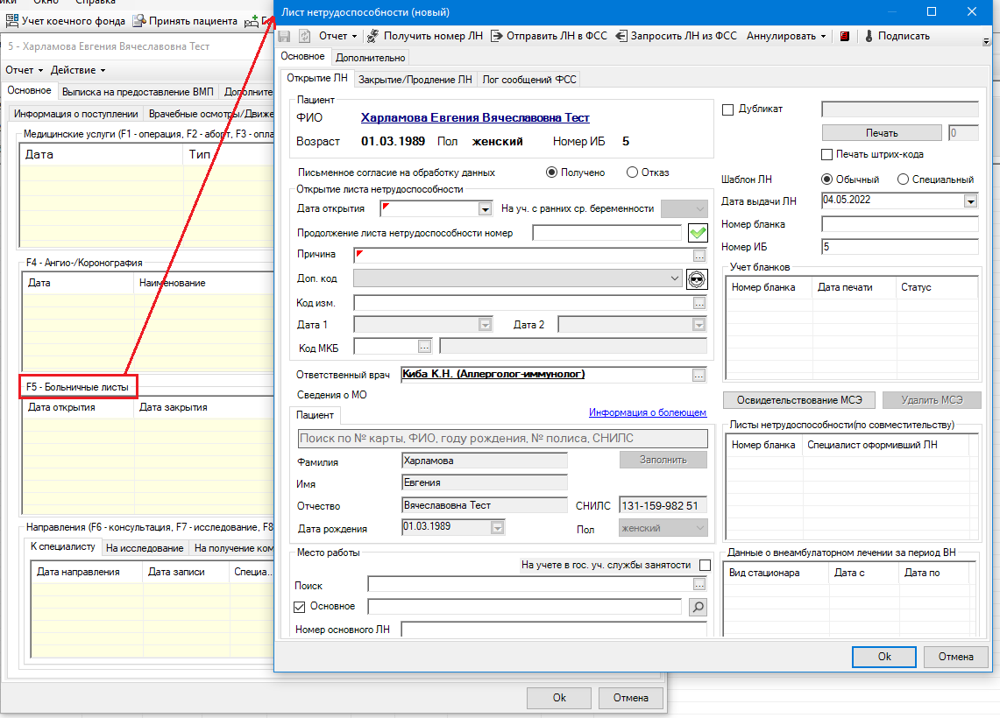 Окно
Справка
Учет коечного фонда
Принять пациента
5 - Харламова Евгения Вячеславовна Тест
Отчет
Действие
Основное
Выписка на предоставление ВМП
Информация о поступлении
Медицинские услуги (F1 - операция, F2 - аборт, F3 -
Дата
Тип
F4 - Ангио-/Коронография
Дата
Наименование
F5 - Больничные листы
Дата открытия
Дата закрытия
Направления (F6 - консультация, F7 - исследование, F8
К специалисту
На исследование
На получение
Дата направления
Дата записи
Специа...
Ok
Отмена
Лист нетрудоспособности (новый)
Отчет
Получить номер ЛН
Отправить ЛН в ФСС
Запросить ЛН из ФСС
Аннулировать
Подписать
Основное
Дополнительно
Открытие ЛН
Закрытие/Продление ЛН
Лог сообщений ФСС
Пациент
ФИО
Харламова Евгения Вячеславовна Тест
Возраст
01.03.1989
Пол
женский
Номер ИБ
5
Письменное согласие на обработку данных
Получено
Отказ
Открытие листа нетрудоспособности
Дата открытия
На уч. с ранних ср. беременности
Продолжение листа нетрудоспособности номер
Причина
...
Доп. код
Код изм.
...
Дата 1
Дата 2
Код МКБ
...
Ответственный врач
Киба К.Н. (Аллерголог-иммунолог)
...
Сведения о МО
Пациент
Информация о болеющем
Поиск по № карты, ФИО, году рождения, № полиса, СНИЛС
Фамилия
Харламова
Заполнить
Имя
Евгения
Отчество
Вячеславовна Тест
СНИЛС
131-159-982 51
Дата рождения
01.03.1989
Пол
женский
Место работы
На учете в гос. уч. службы занятости
Поиск
...
Основное
Номер основного ЛН
Дубликат
Печать
0
Печать штрих-кода
Шаблон ЛН
Обычный
Специальный
Дата выдачи ЛН
04.05.2022
Номер бланка
Номер ИБ
5
Учет бланков
Номер бланка
Дата печати
Статус
Освидетельствование МСЭ
Удалить МСЭ
Листы нетрудоспособности(по совместительству)
Номер бланка
Специалист оформивший ЛН
Данные о внеамбулаторном лечении за период ВН
Вид стационара
Дата с
Дата по
Ok
Отмена